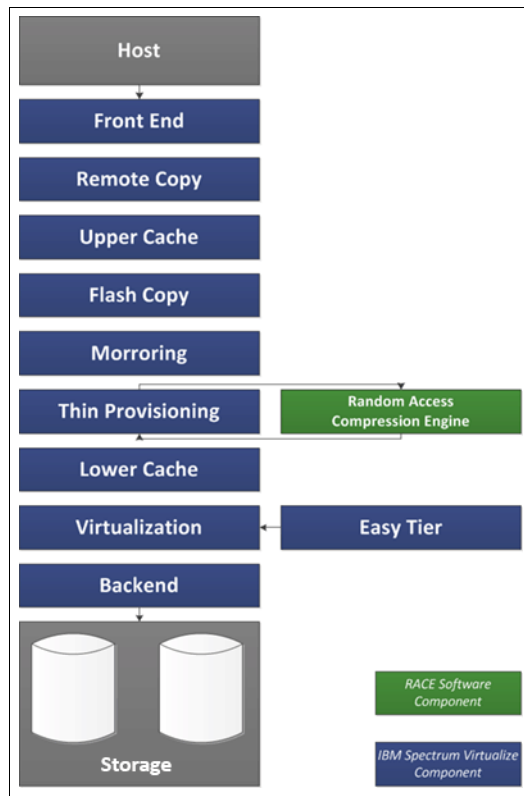 Host
Front End
Remote Copy
Upper Cache
Flash Copy
Morroring
Thin Provisioning
Random Access
Compression Engine
Lower Cache
Virtualization
Easy Tier
Backend
Storage
RACE Software
Component
IBM Spectrum Virtualize
Component